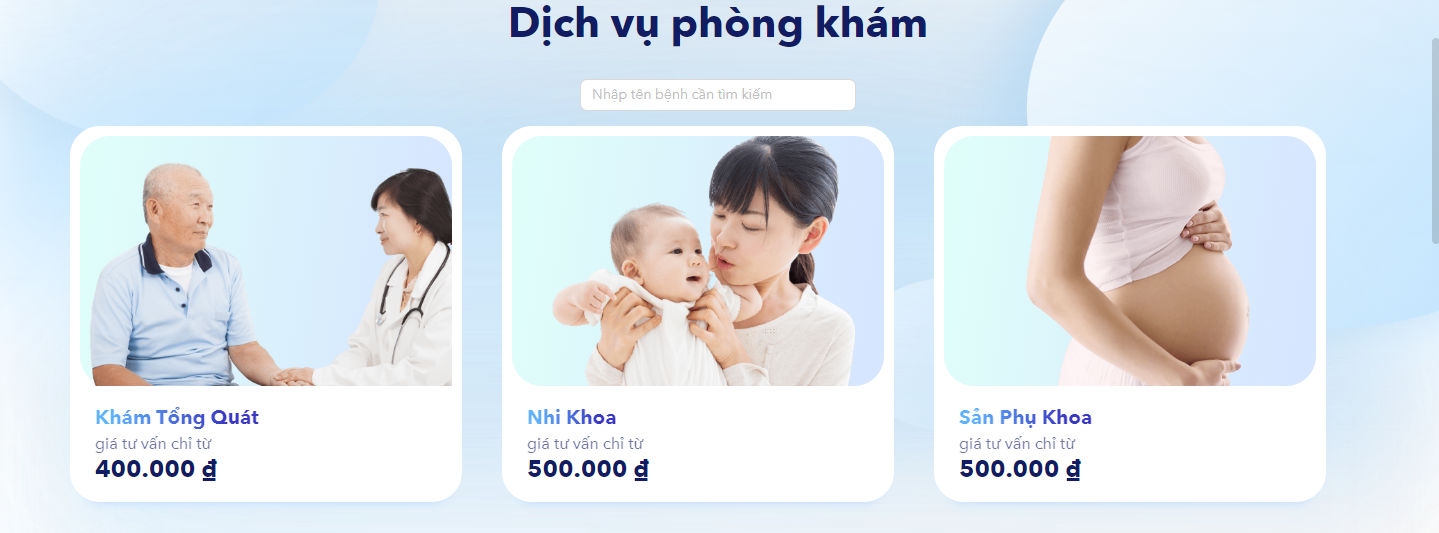 Dịch vụ phòng khám
Nhập tên bệnh cần tìm kiếm
Khám Tổng Quát
giá tư vấn chỉ từ
400.000 ₫
Nhi Khoa
giá tư vấn chỉ từ
500.000 ₫
Sản Phụ Khoa
giá tư vấn chỉ từ
500.000 ₫